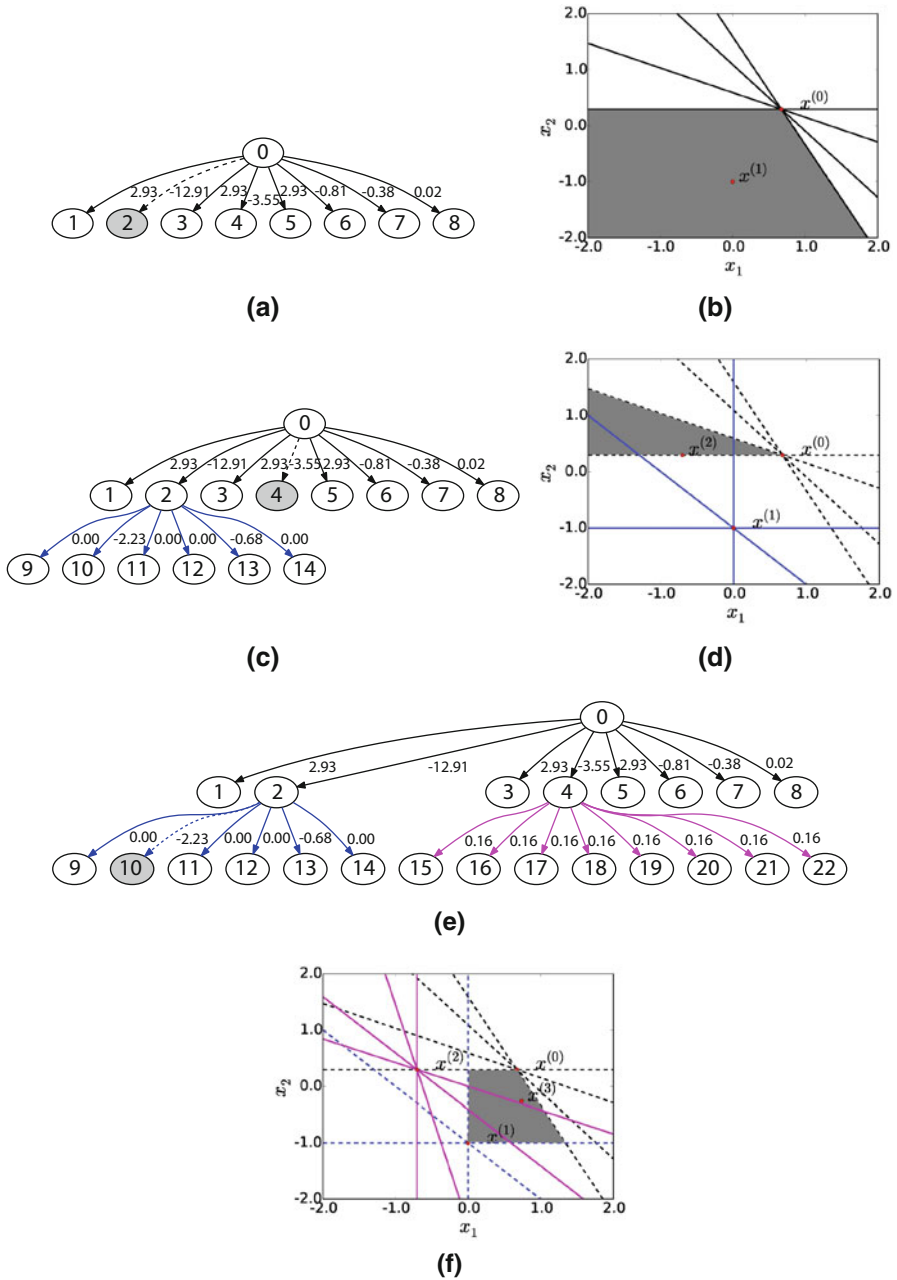 0
2.93 -12.91 2.93 -3.55 2.93 -0.81 -0.38 0.02
1 2 3 4 5 6 7 8
(a)
2.0
1.0
0.0
-1.0
-2.0
x₂
x⁽⁰⁾
x⁽¹⁾
-2.0 -1.0 0.0 1.0 2.0
x₁
(b)
0
2.93 -12.91 2.93 -3.55 2.93 -0.81 -0.38 0.02
1 2 3 4 5 6 7 8
0.00 -2.23 0.00 0.00 -0.68 0.00
9 10 11 12 13 14
(c)
2.0
1.0
0.0
-1.0
-2.0
x₂
x⁽²⁾ x⁽⁰⁾
x⁽¹⁾
-2.0 -1.0 0.0 1.0 2.0
x₁
(d)
0
2.93 -12.91 2.93 -3.55 2.93 -0.81 -0.38 0.02
1 2 3 4 5 6 7 8
0.00 -2.23 0.00 0.00 -0.68 0.00 0.16 0.16 0.16 0.16 0.16 0.16 0.16 0.16
9 10 11 12 13 14 15 16 17 18 19 20 21 22
(e)
2.0
1.0
0.0
-1.0
-2.0
x₂
x⁽²⁾ x⁽⁰⁾
x⁽³⁾
x⁽¹⁾
-2.0 -1.0 0.0 1.0 2.0
x₁
(f)